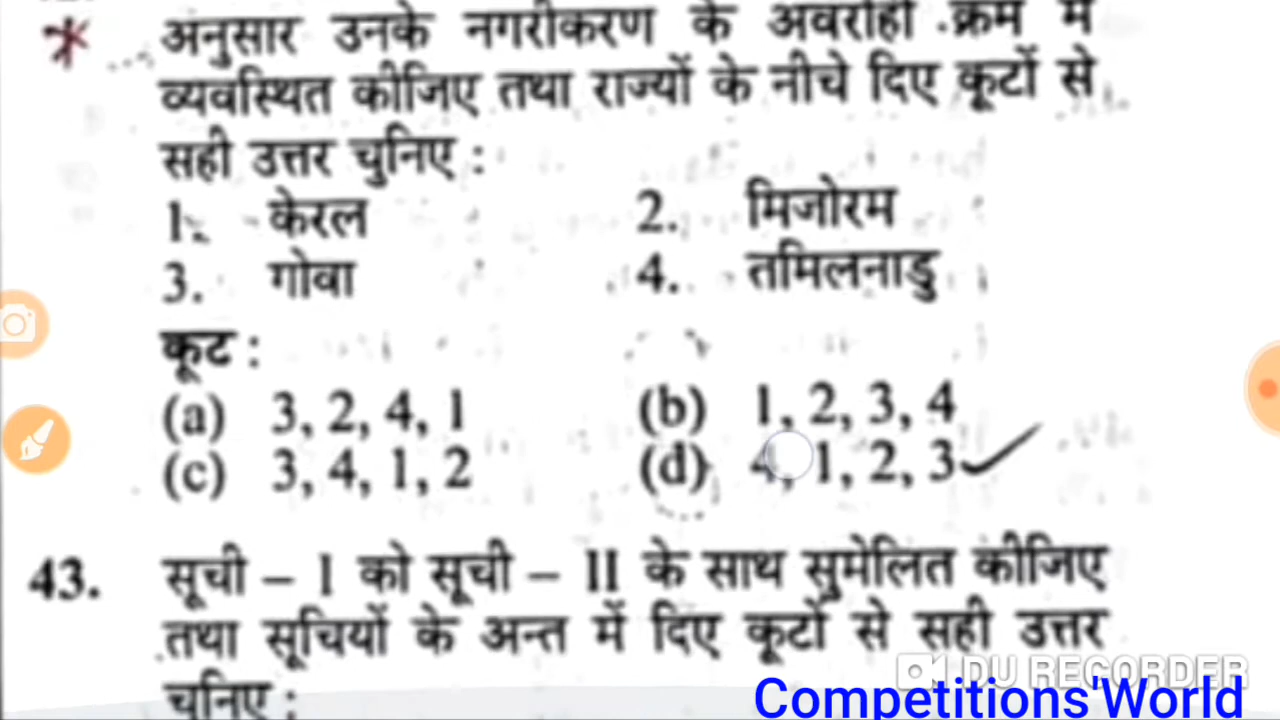 अनुसार उनके नगरीकरण के अवरोही क्रम में
व्यवस्थित कीजिए तथा राज्यों के नीचे दिए कूटों से
सही उत्तर चुनिए :
1. केरल 2. मिजोरम
3. गोवा 4. तमिलनाडु
कूट :
(a) 3, 2, 4, 1 (b) 1, 2, 3, 4
(c) 3, 4, 1, 2 (d) 4, 1, 2, 3
43. सूची – I को सूची – II के साथ सुमेलित कीजिए
तथा सूचियों के अन्त में दिए कूटों से सही उत्तर
चुनिए :
DU RECORDER
Competitions'World